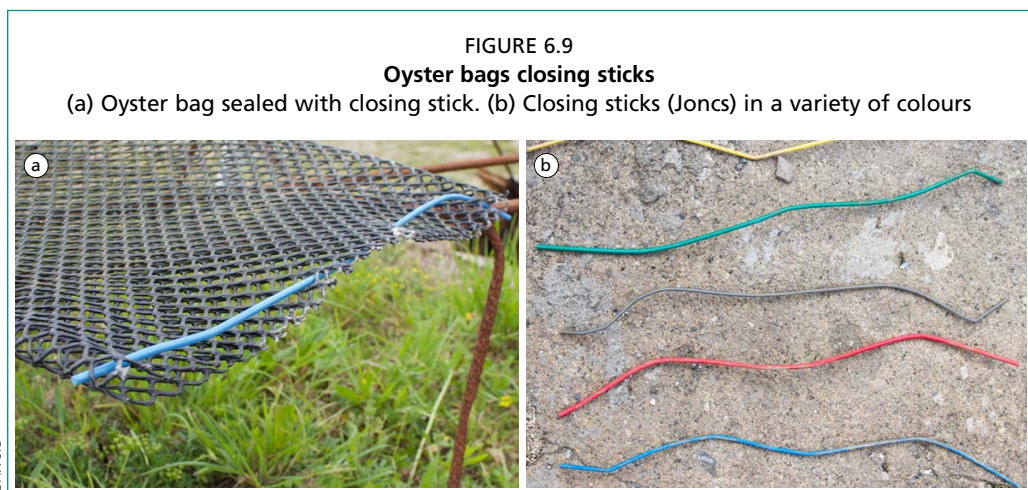 FIGURE 6.9
Oyster bags closing sticks
(a) Oyster bag sealed with closing stick. (b) Closing sticks (Joncs) in a variety of colours
a
b